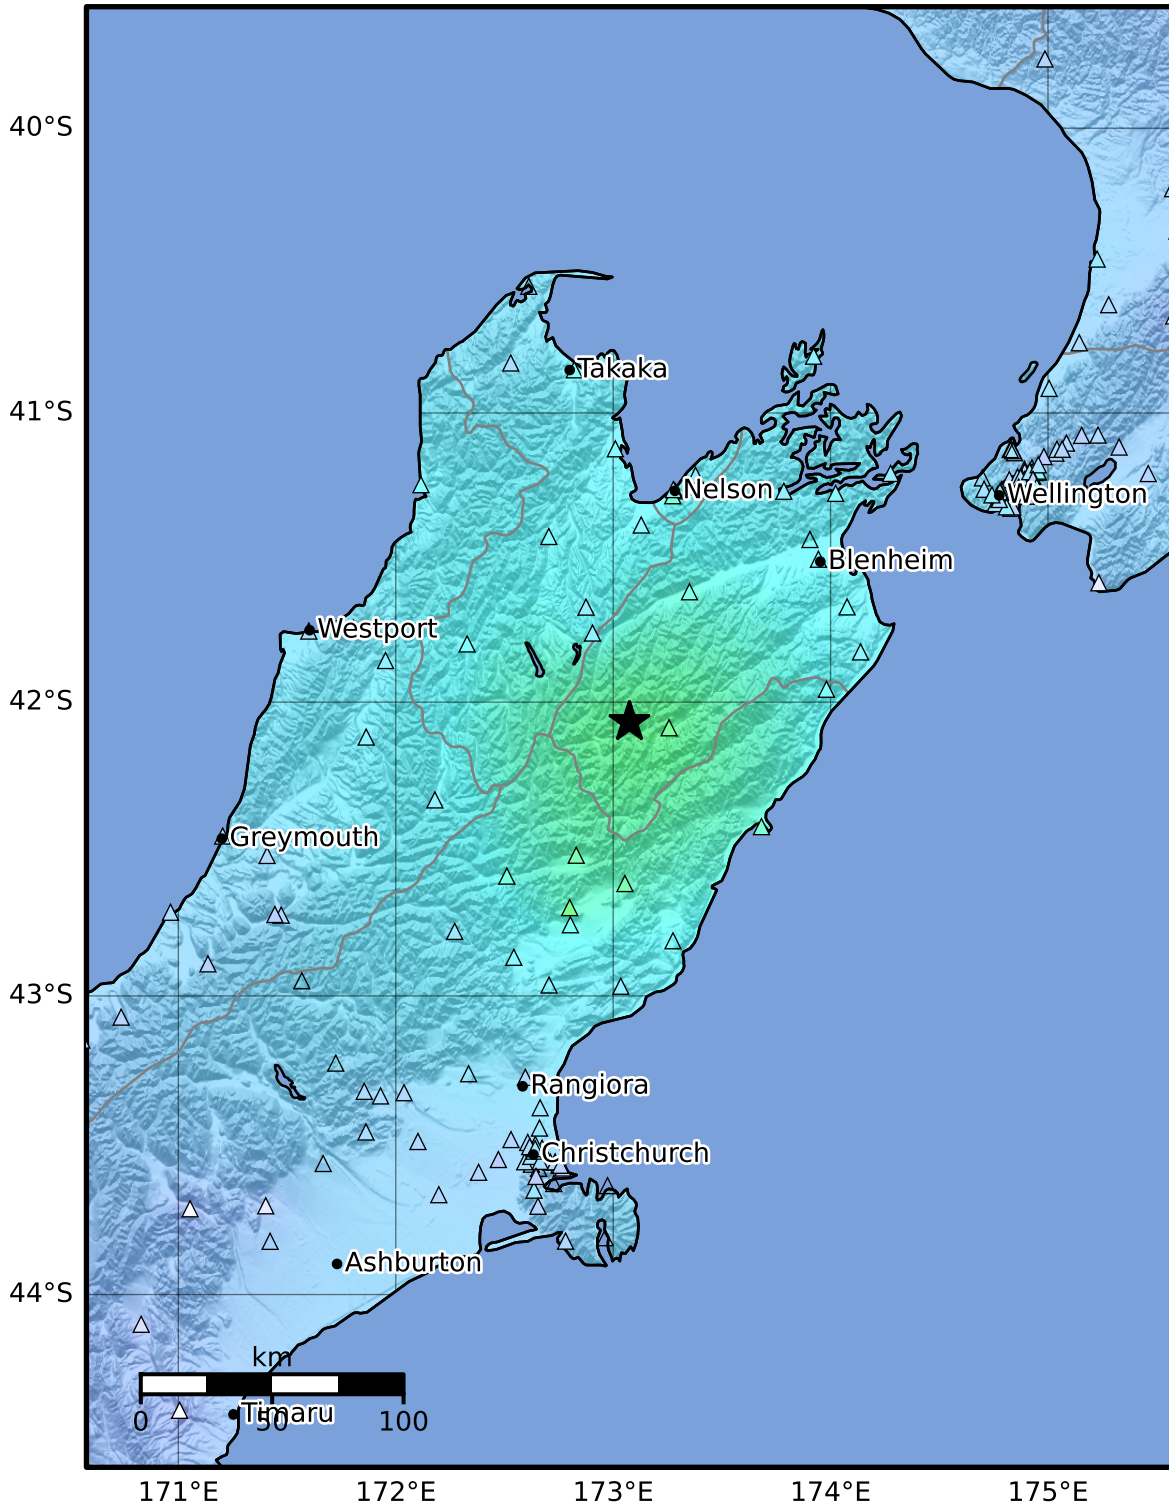 40°S
Takaka
41°S
Nelson
Wellington
Blenheim
Westport
42°S
Greymouth
43°S
Rangiora
Christchurch
Ashburton
44°S
km
Timaru
0 50 100
171°E 172°E 173°E 174°E 175°E